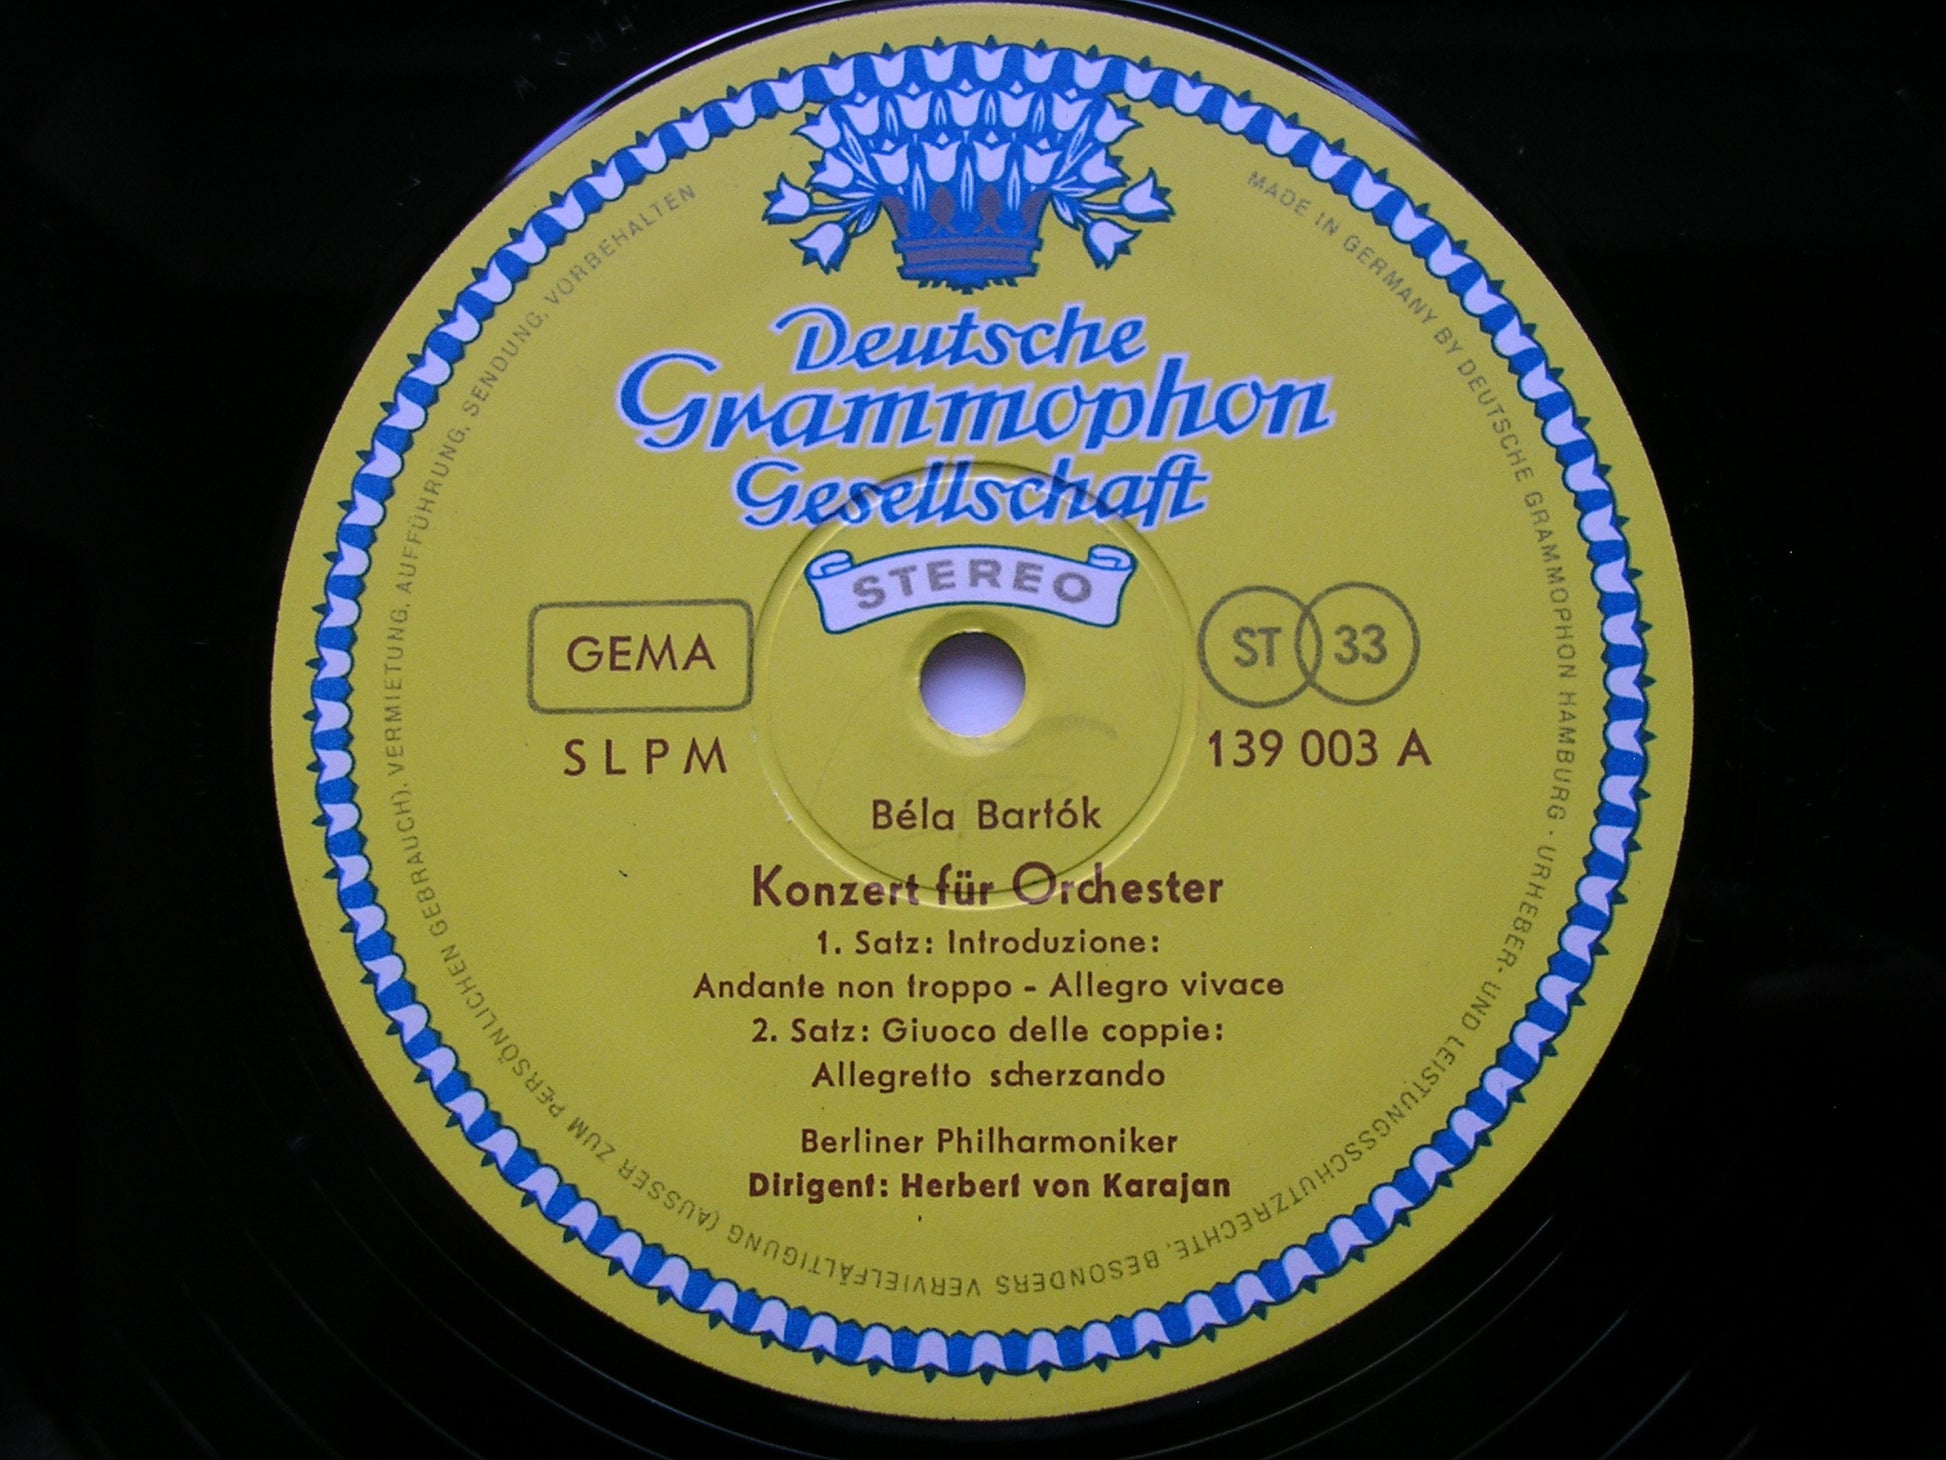 Deutsche
Grammophon
Gesellschaft
STEREO
GEMA
ST 33
SLPM
139 003 A
Béla Bartók
Konzert für Orchester
1. Satz: Introduzione:
Andante non troppo - Allegro vivace
2. Satz: Giuoco delle coppie:
Allegretto scherzando
Berliner Philharmoniker
Dirigent: Herbert von Karajan
MADE IN GERMANY BY DEUTSCHE GRAMMOPHON HAMBURG · URHEBER- UND LEISTUNGSSCHUTZRECHTE, BESONDERS VERVIELFÄLTIGUNG (AUSSER ZUM PERSÖNLICHEN GEBRAUCH), VERMIETUNG, AUFFÜHRUNG, SENDUNG, VORBEHALTEN